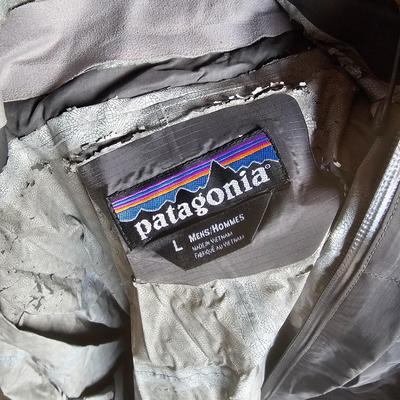 patagonia®
L MENS/HOMMES
MADE IN VIETNAM
FABRIQUÉ AU VIETNAM